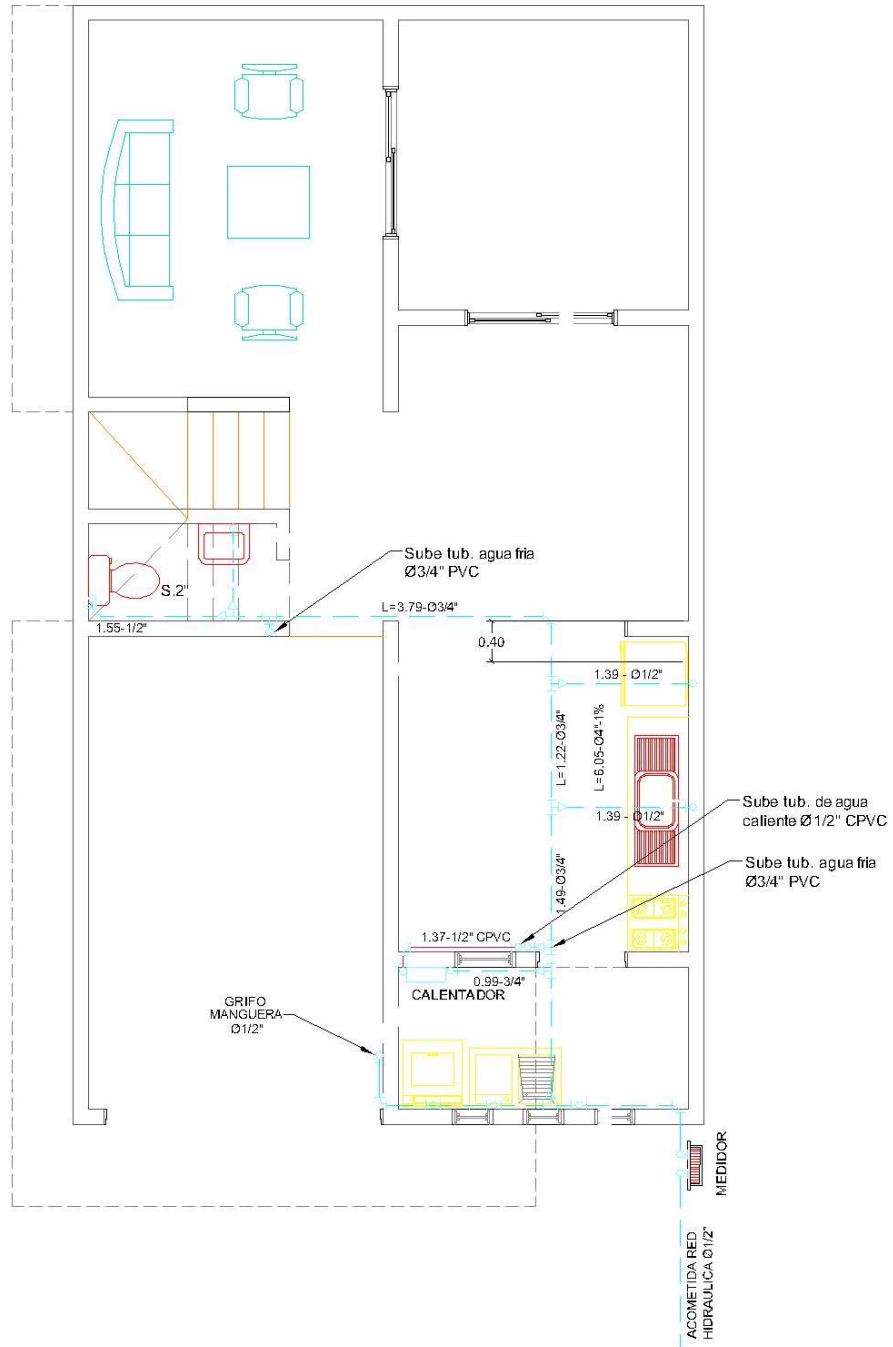 Sube tub. agua fria
Ø3/4" PVC
S.2"
L=3.79-Ø3/4"
1.55-1/2"
0.40
1.39 - Ø1/2"
L=1.22-Ø3/4"
L=6.05-Ø4"-1%
1.39 - Ø1/2"
Sube tub. de agua
caliente Ø1/2" CPVC
Sube tub. agua fria
Ø3/4" PVC
1.49-Ø3/4"
1.37-1/2" CPVC
0.99-3/4"
CALENTADOR
GRIFO
MANGUERA
Ø1/2"
MEDIDOR
ACOMETIDA RED
HIDRAULICA Ø1/2"